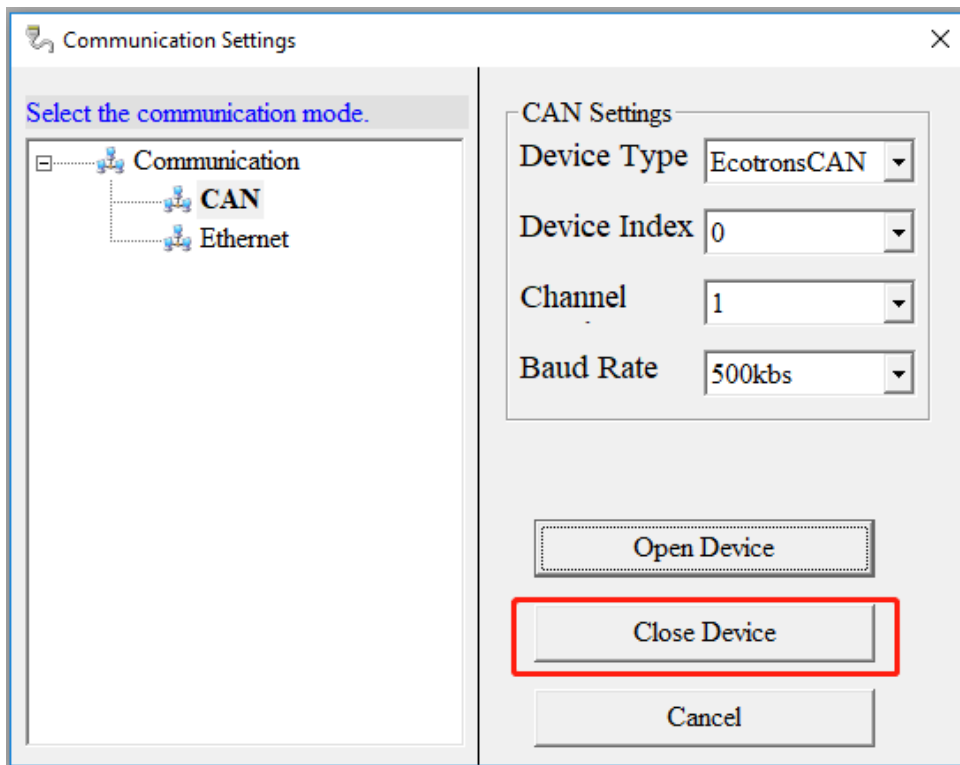 Communication Settings
Select the communication mode.
Communication
CAN
Ethernet
CAN Settings
Device Type EcotronsCAN
Device Index 0
Channel 1
Baud Rate 500kbs
Open Device
Close Device
Cancel